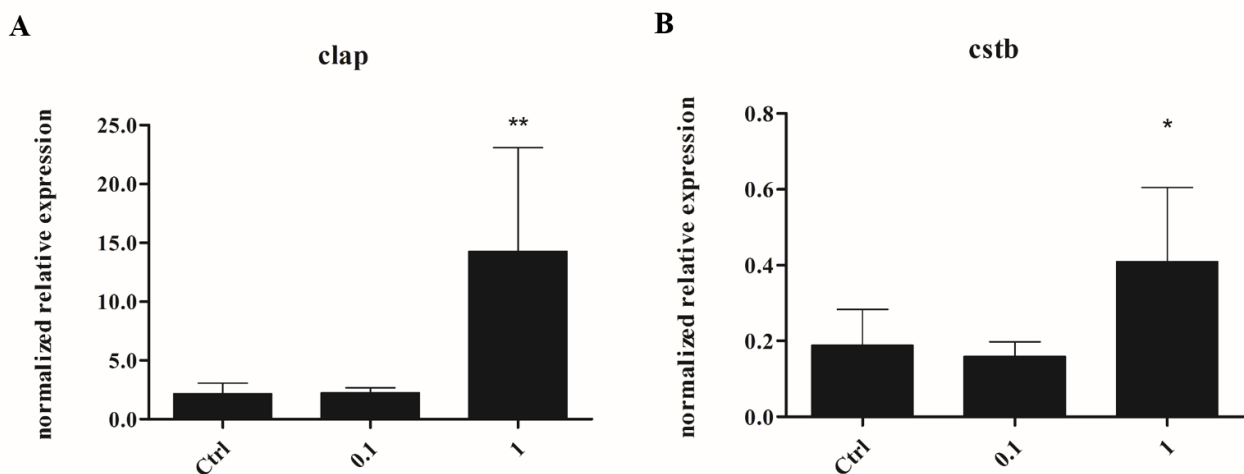 A
clap
normalized relative expression
25.0
20.0
15.0
10.0
5.0
0.0
**
Ctrl
0.1
1
B
cstb
normalized relative expression
0.8
0.6
0.4
0.2
0.0
*
Ctrl
0.1
1